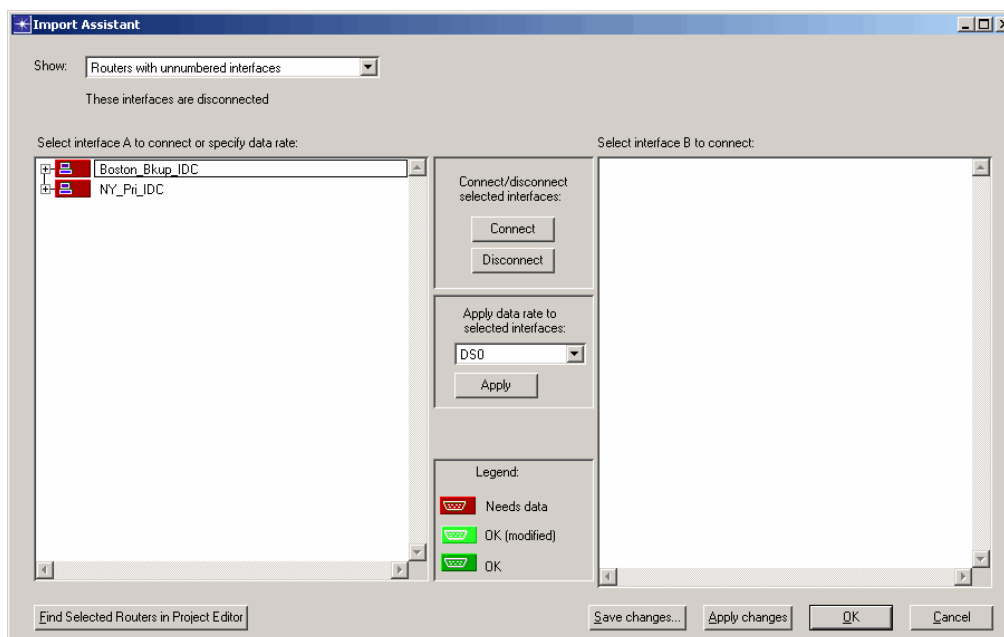 Import Assistant
Show: Routers with unnumbered interfaces
These interfaces are disconnected
Select interface A to connect or specify data rate:
Select interface B to connect:
Boston_Bkup_IDC
NY_Pri_IDC
Connect/disconnect
selected interfaces:
Connect
Disconnect
Apply data rate to
selected interfaces:
DS0
Apply
Legend:
Needs data
OK (modified)
OK
Find Selected Routers in Project Editor
Save changes...
Apply changes
OK
Cancel